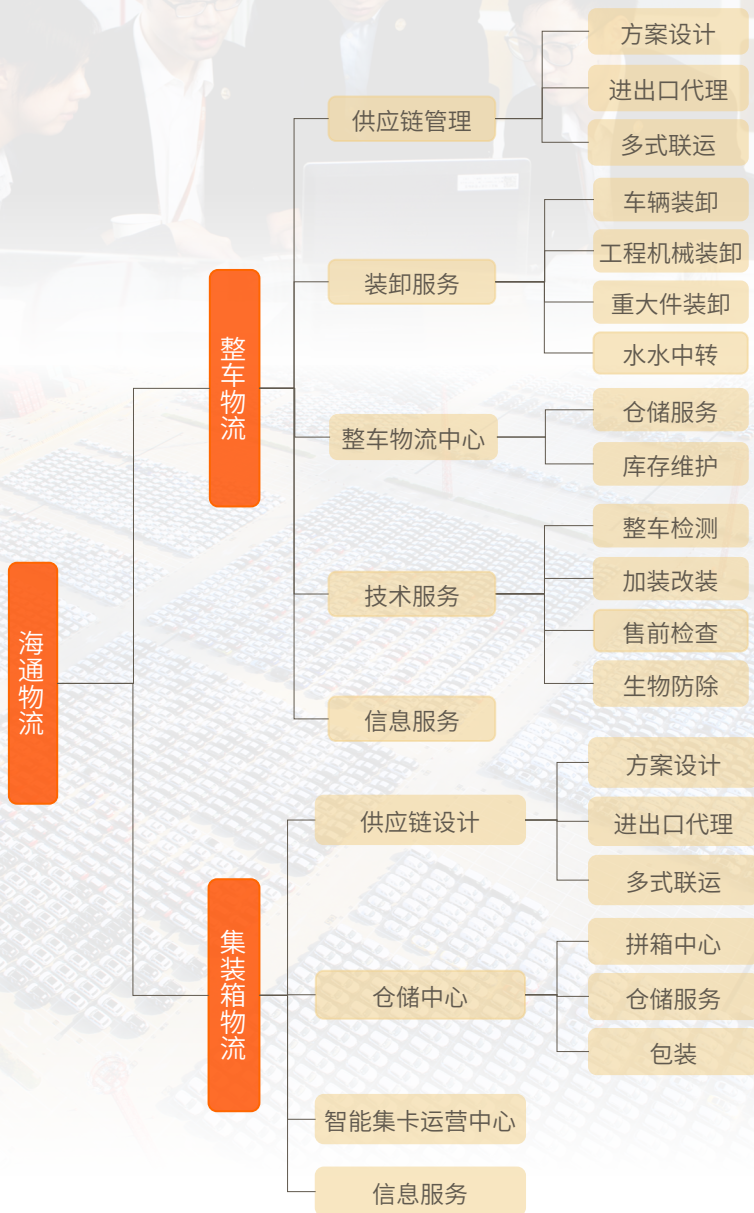 海通物流
整车物流
供应链管理
方案设计
进出口代理
多式联运
装卸服务
车辆装卸
工程机械装卸
重大件装卸
水水中转
整车物流中心
仓储服务
库存维护
技术服务
整车检测
加装改装
售前检查
生物防除
信息服务
集装箱物流
供应链设计
方案设计
进出口代理
多式联运
仓储中心
拼箱中心
仓储服务
包装
智能集卡运营中心
信息服务